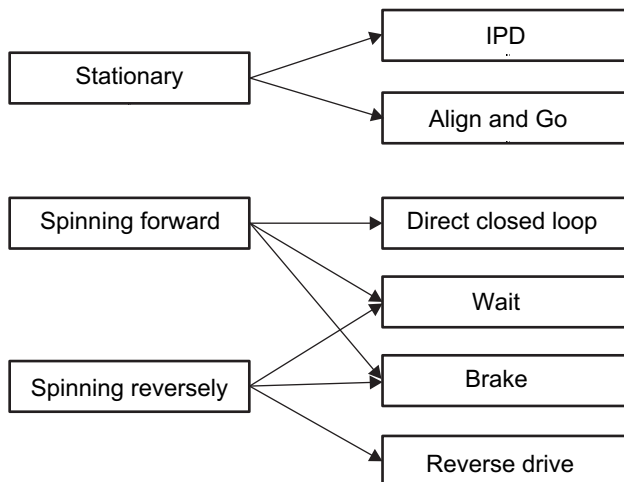 IPD
Stationary
Align and Go
Spinning forward
Direct closed loop
Wait
Spinning reversely
Brake
Reverse drive